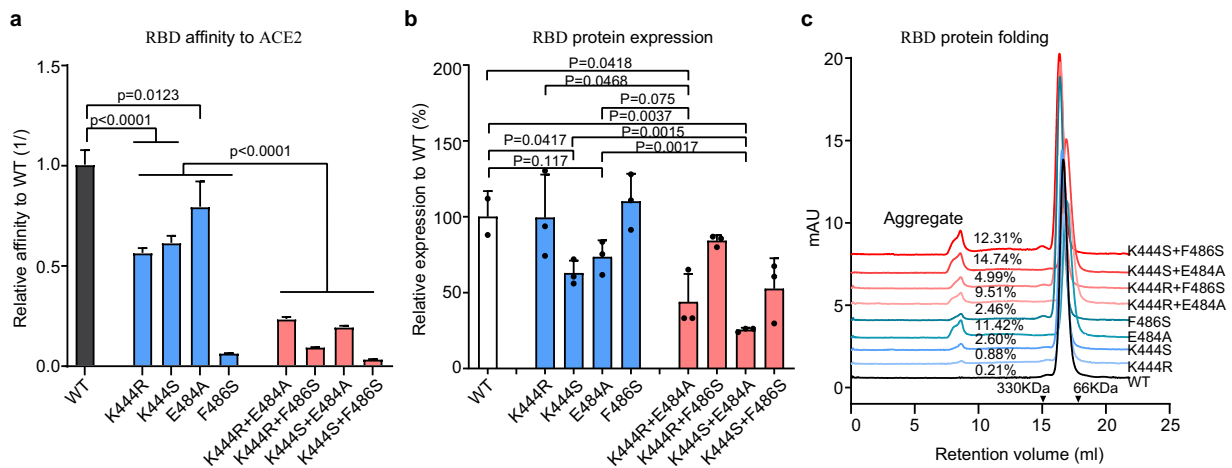 a
RBD affinity to ACE2
Relative affinity to WT (1/)
1.5
1.0
0.5
0.0
p=0.0123
p<0.0001
p<0.0001
WT
K444R
K444S
E484A
F486S
K444R+E484A
K444R+F486S
K444S+E484A
K444S+F486S
b
RBD protein expression
Relative expression to WT (%)
200
150
100
50
0
P=0.0418
P=0.0468
P=0.075
P=0.0037
P=0.0015
P=0.0417
P=0.0017
P=0.117
WT
K444R
K444S
E484A
F486S
K444R+E484A
K444R+F486S
K444S+E484A
K444S+F486S
c
RBD protein folding
mAU
20
15
10
5
0
Aggregate
12.31%
K444S+F486S
14.74%
K444S+E484A
4.99%
K444R+F486S
9.51%
K444R+E484A
2.46%
F486S
11.42%
E484A
2.60%
K444S
0.88%
K444R
0.21%
WT
330KDa
66KDa
0 5 10 15 20 25
Retention volume (ml)